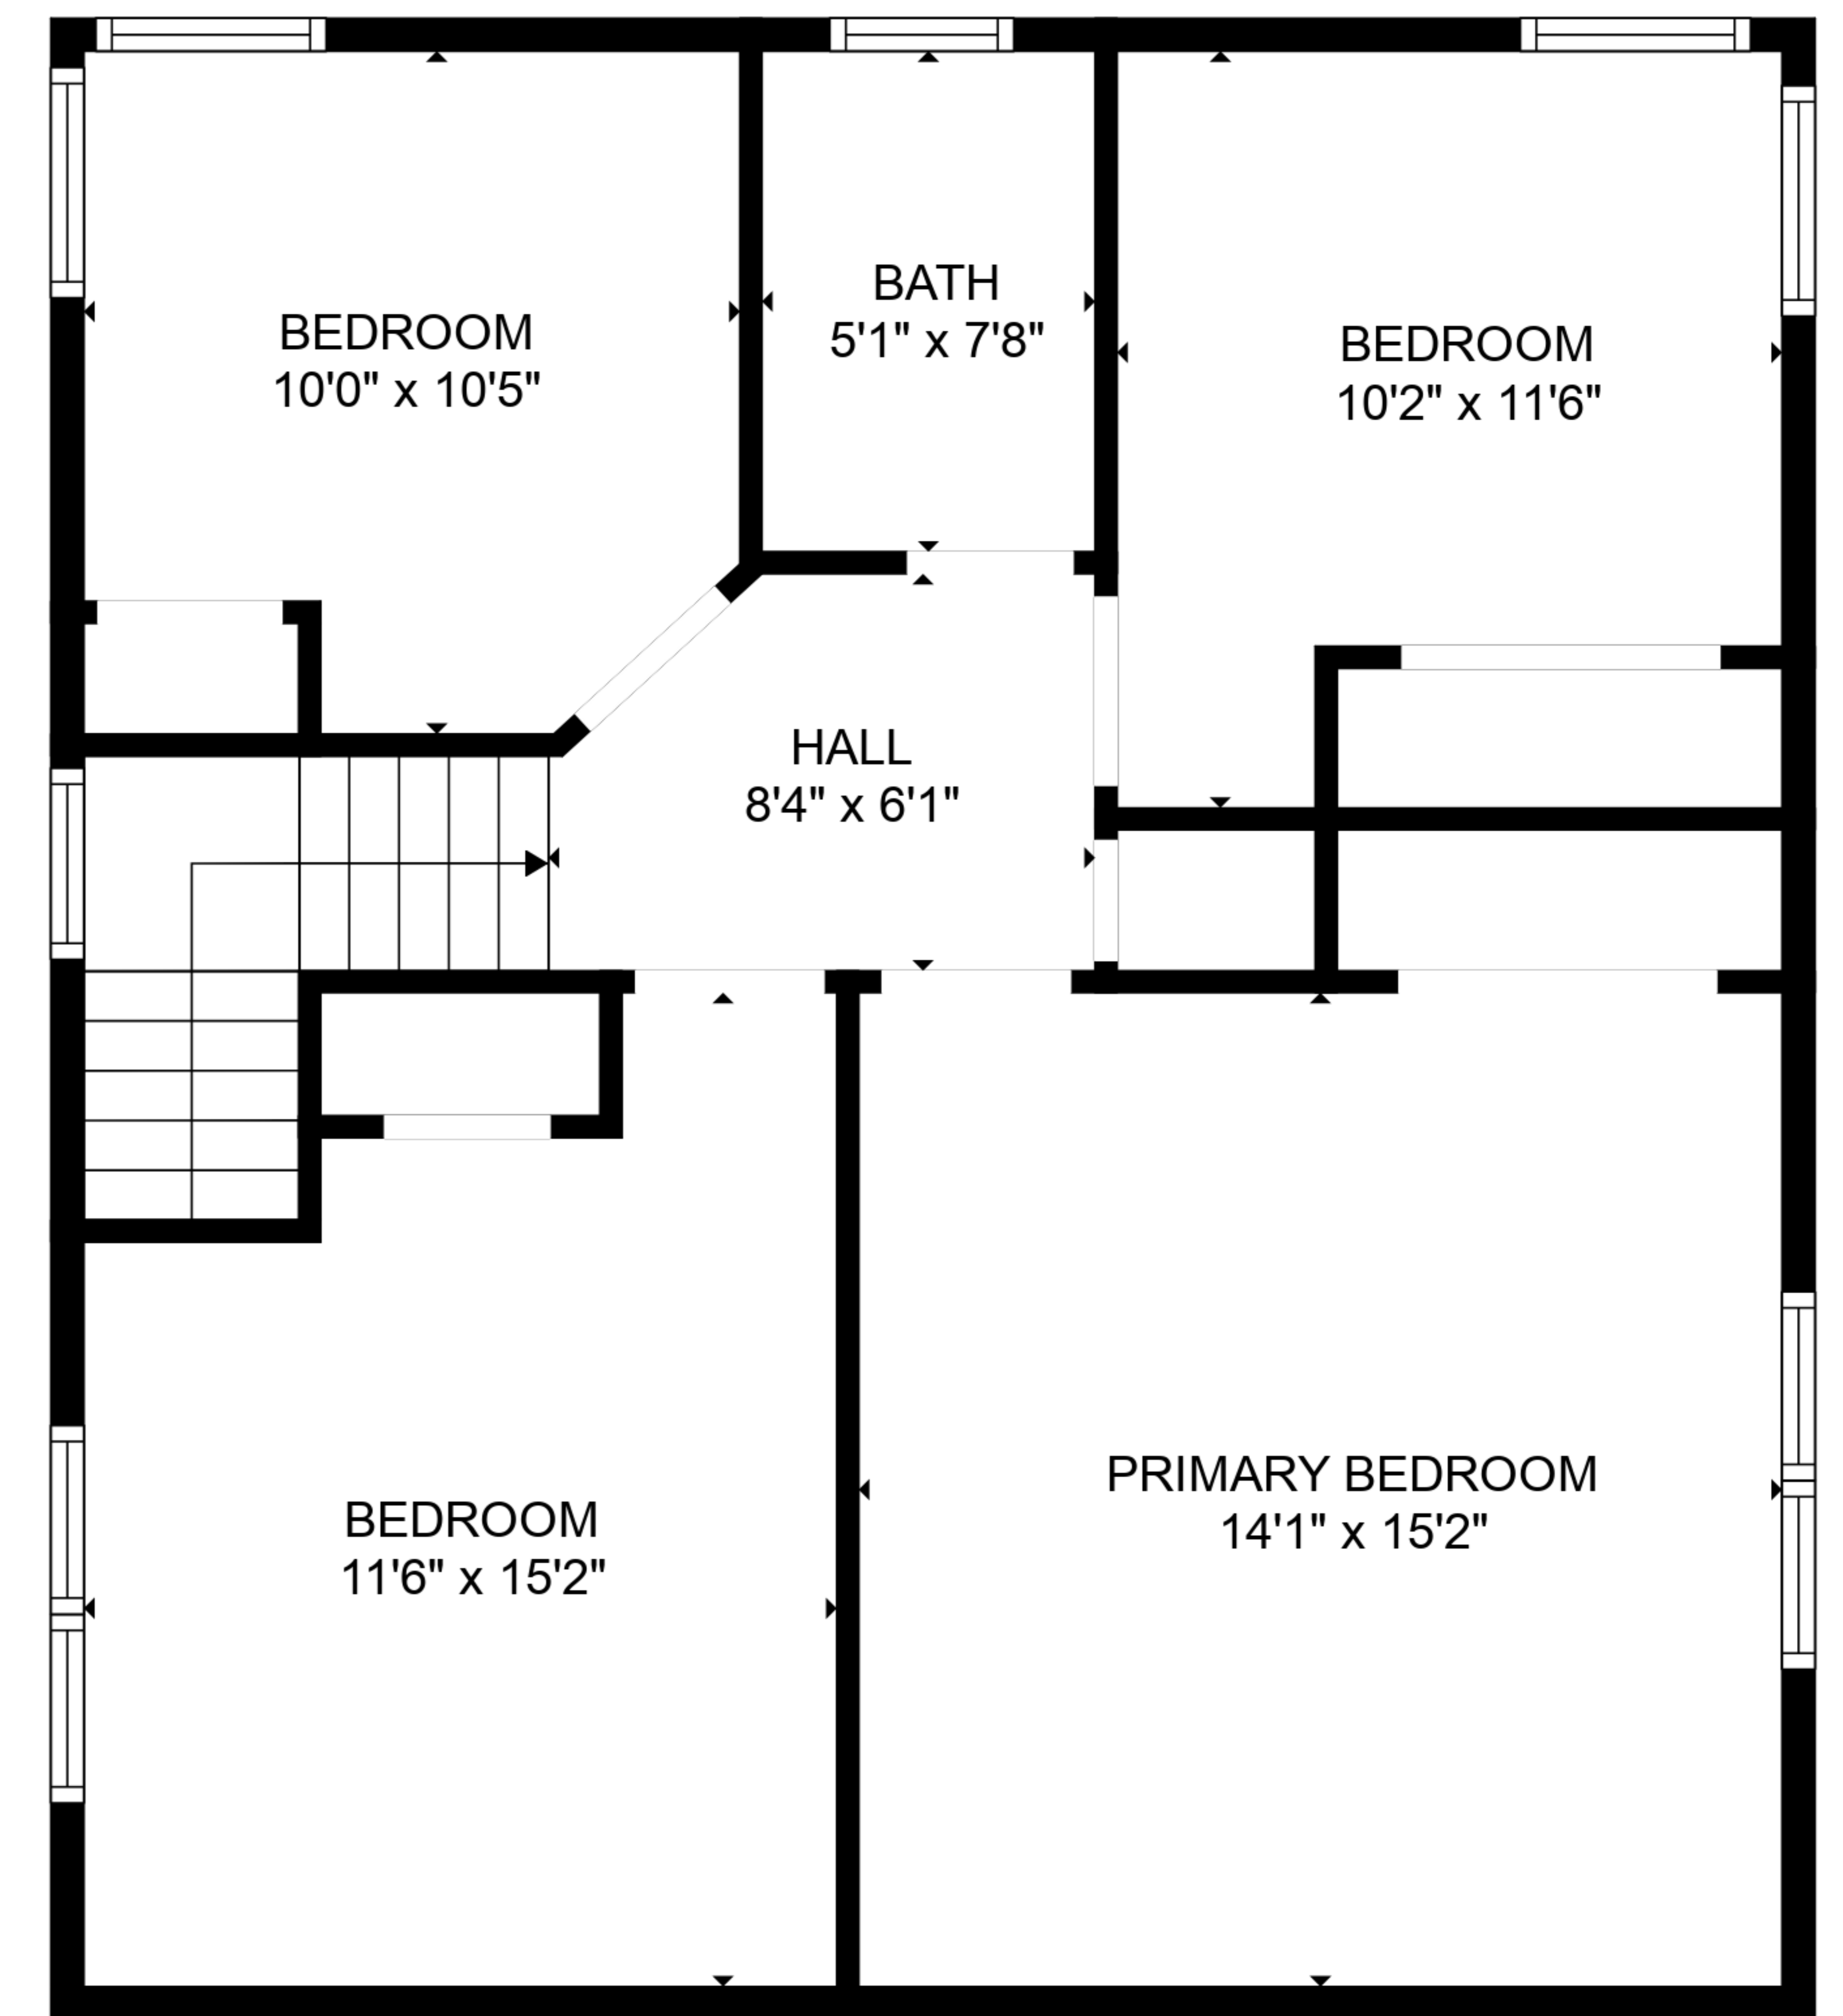 BEDROOM
10'0" x 10'5"
BATH
5'1" x 7'8"
BEDROOM
10'2" x 11'6"
HALL
8'4" x 6'1"
BEDROOM
11'6" x 15'2"
PRIMARY BEDROOM
14'1" x 15'2"